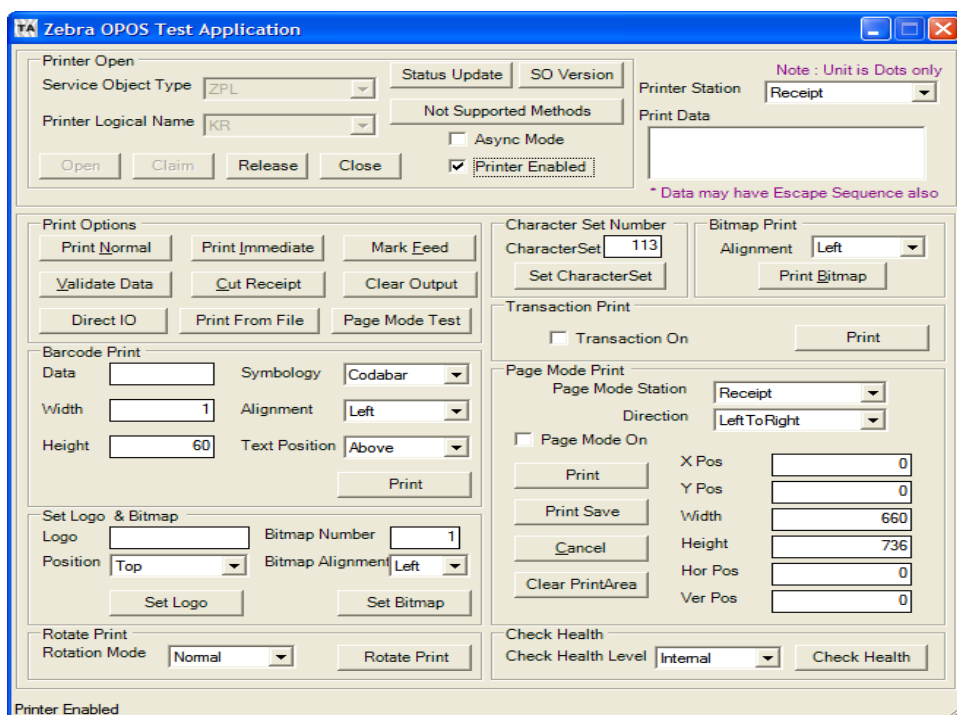 TA Zebra OPOS Test Application
Printer Open
Service Object Type ZPL
Printer Logical Name KR
Open Claim Release Close
Status Update SO Version
Not Supported Methods
Async Mode
Printer Enabled
Note : Unit is Dots only
Printer Station Receipt
Print Data
* Data may have Escape Sequence also
Print Options
Print Normal Print Immediate Mark Feed
Validate Data Cut Receipt Clear Output
Direct IO Print From File Page Mode Test
Character Set Number
CharacterSet 113
Set CharacterSet
Bitmap Print
Alignment Left
Print Bitmap
Transaction Print
Transaction On Print
Barcode Print
Data Symbology Codabar
Width 1 Alignment Left
Height 60 Text Position Above
Print
Page Mode Print
Page Mode Station Receipt
Direction LeftToRight
Page Mode On
Print
Print Save
Cancel
Clear PrintArea
X Pos 0
Y Pos 0
Width 660
Height 736
Hor Pos 0
Ver Pos 0
Set Logo & Bitmap
Logo Bitmap Number 1
Position Top Bitmap Alignment Left
Set Logo Set Bitmap
Rotate Print
Rotation Mode Normal Rotate Print
Check Health
Check Health Level Internal Check Health
Printer Enabled